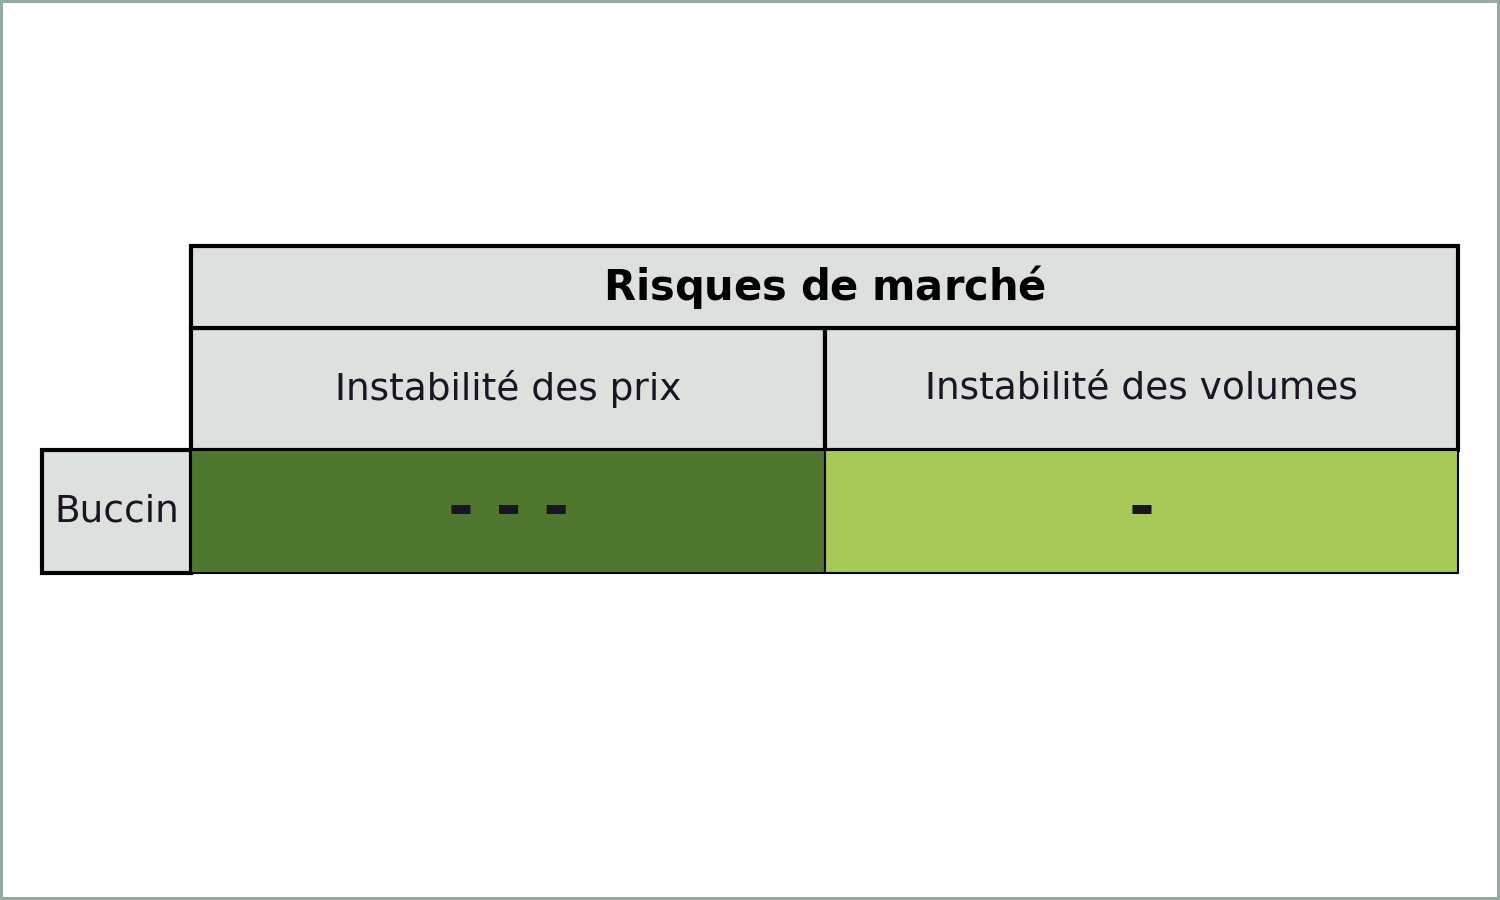 Risques de marché
Instabilité des prix
Instabilité des volumes
Buccin
- - -
-